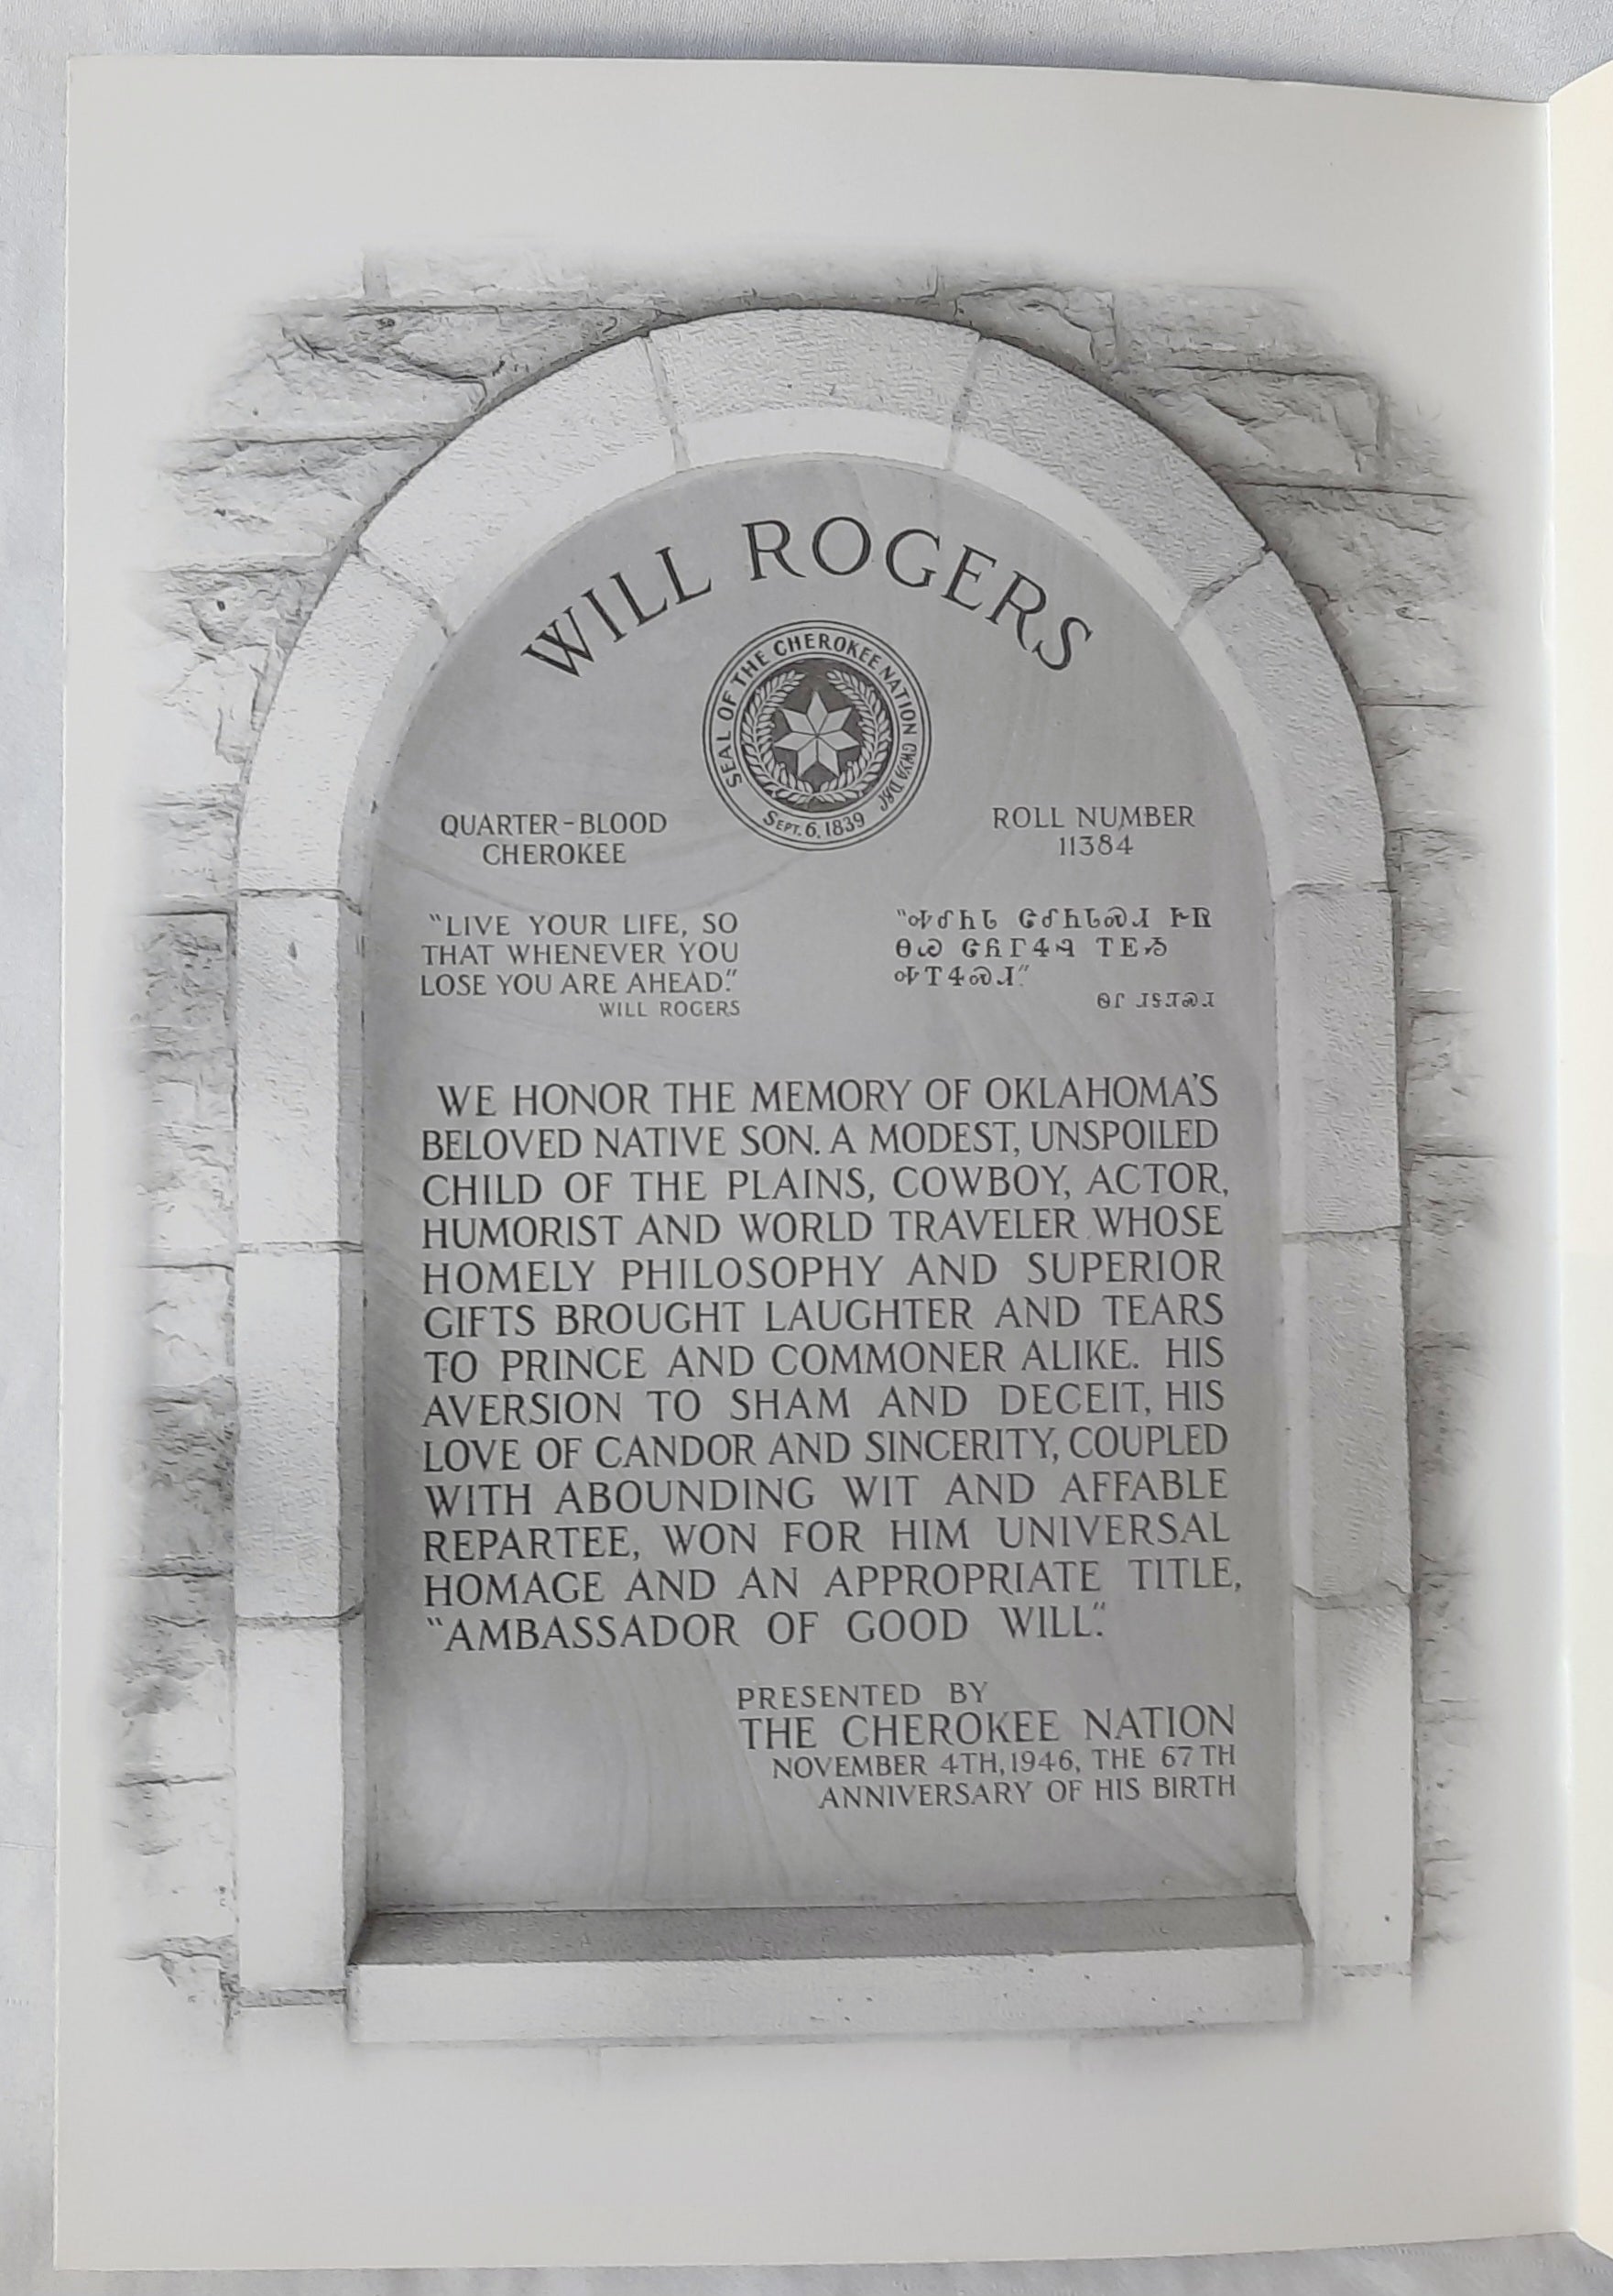 WILL ROGERS
SEAL OF THE CHEROKEE NATION ᏣᎳᎩᎯ ᎠᏰᎵ
SEPT. 6, 1839
QUARTER-BLOOD
CHEROKEE
ROLL NUMBER
11384
"LIVE YOUR LIFE, SO
THAT WHENEVER YOU
LOSE YOU ARE AHEAD."
WILL ROGERS
WE HONOR THE MEMORY OF OKLAHOMA'S
BELOVED NATIVE SON. A MODEST, UNSPOILED
CHILD OF THE PLAINS, COWBOY, ACTOR,
HUMORIST AND WORLD TRAVELER WHOSE
HOMELY PHILOSOPHY AND SUPERIOR
GIFTS BROUGHT LAUGHTER AND TEARS
TO PRINCE AND COMMONER ALIKE. HIS
AVERSION TO SHAM AND DECEIT, HIS
LOVE OF CANDOR AND SINCERITY, COUPLED
WITH ABOUNDING WIT AND AFFABLE
REPARTEE, WON FOR HIM UNIVERSAL
HOMAGE AND AN APPROPRIATE TITLE,
"AMBASSADOR OF GOOD WILL."
PRESENTED BY
THE CHEROKEE NATION
NOVEMBER 4TH, 1946, THE 67TH
ANNIVERSARY OF HIS BIRTH